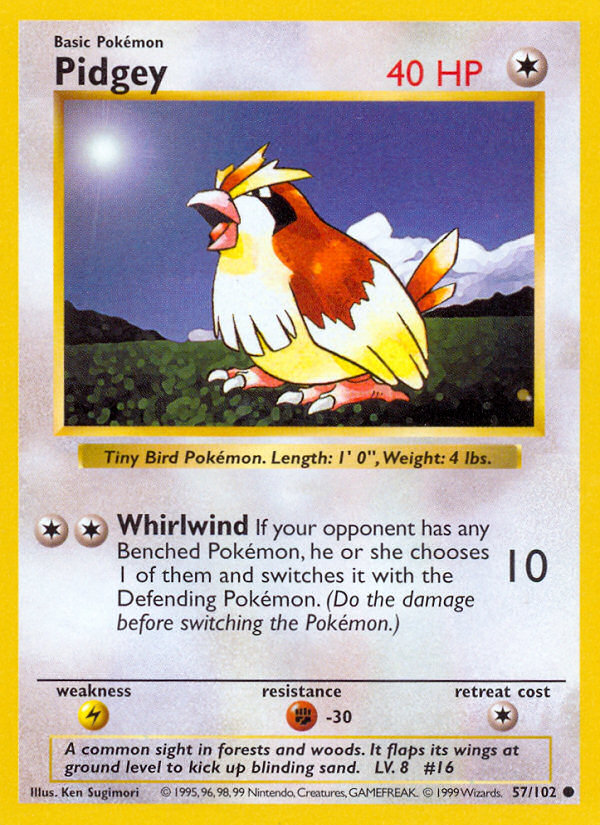 Basic Pokémon
Pidgey
40 HP
Tiny Bird Pokémon. Length: 1' 0", Weight: 4 lbs.
Whirlwind If your opponent has any
Benched Pokémon, he or she chooses
1 of them and switches it with the
Defending Pokémon. (Do the damage
before switching the Pokémon.)
10
weakness
resistance
retreat cost
-30
A common sight in forests and woods. It flaps its wings at
ground level to kick up blinding sand. LV. 8 #16
Illus. Ken Sugimori © 1995, 96, 98, 99 Nintendo, Creatures, GAMEFREAK. © 1999 Wizards. 57/102